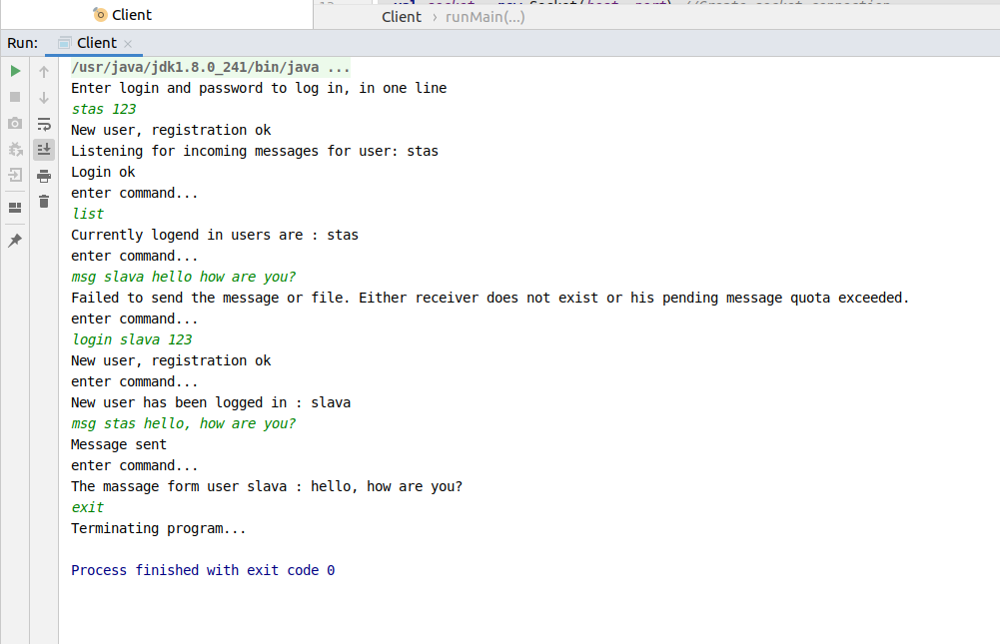 Client
Client › runMain(...)
Run: Client ×
/usr/java/jdk1.8.0_241/bin/java ...
Enter login and password to log in, in one line
stas 123
New user, registration ok
Listening for incoming messages for user: stas
Login ok
enter command...
list
Currently logend in users are : stas
enter command...
msg slava hello how are you?
Failed to send the message or file. Either receiver does not exist or his pending message quota exceeded.
enter command...
login slava 123
New user, registration ok
enter command...
New user has been logged in : slava
msg stas hello, how are you?
Message sent
enter command...
The massage form user slava : hello, how are you?
exit
Terminating program...
Process finished with exit code 0